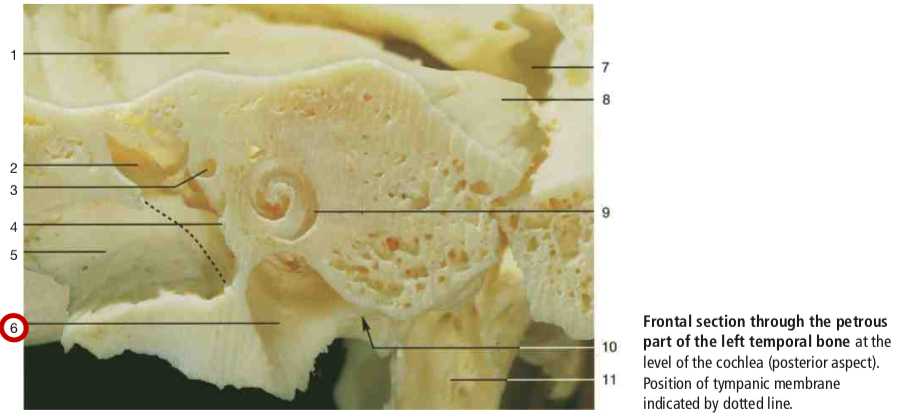 1
7
8
2
3
9
4
5
6
10
11
Frontal section through the petrous
part of the left temporal bone at the
level of the cochlea (posterior aspect).
Position of tympanic membrane
indicated by dotted line.